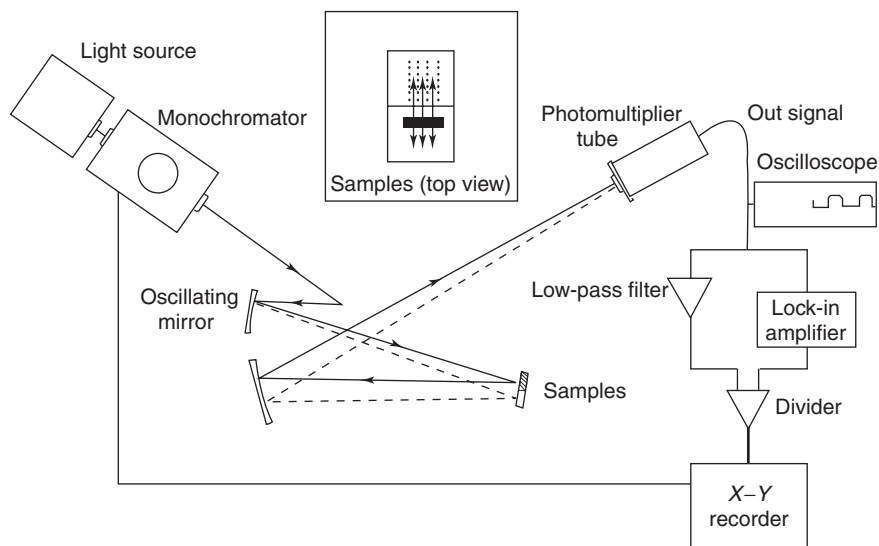 Light source
Monochromator
Samples (top view)
Photomultiplier
tube
Out signal
Oscilloscope
Oscillating
mirror
Low-pass filter
Lock-in
amplifier
Samples
Divider
X–Y
recorder